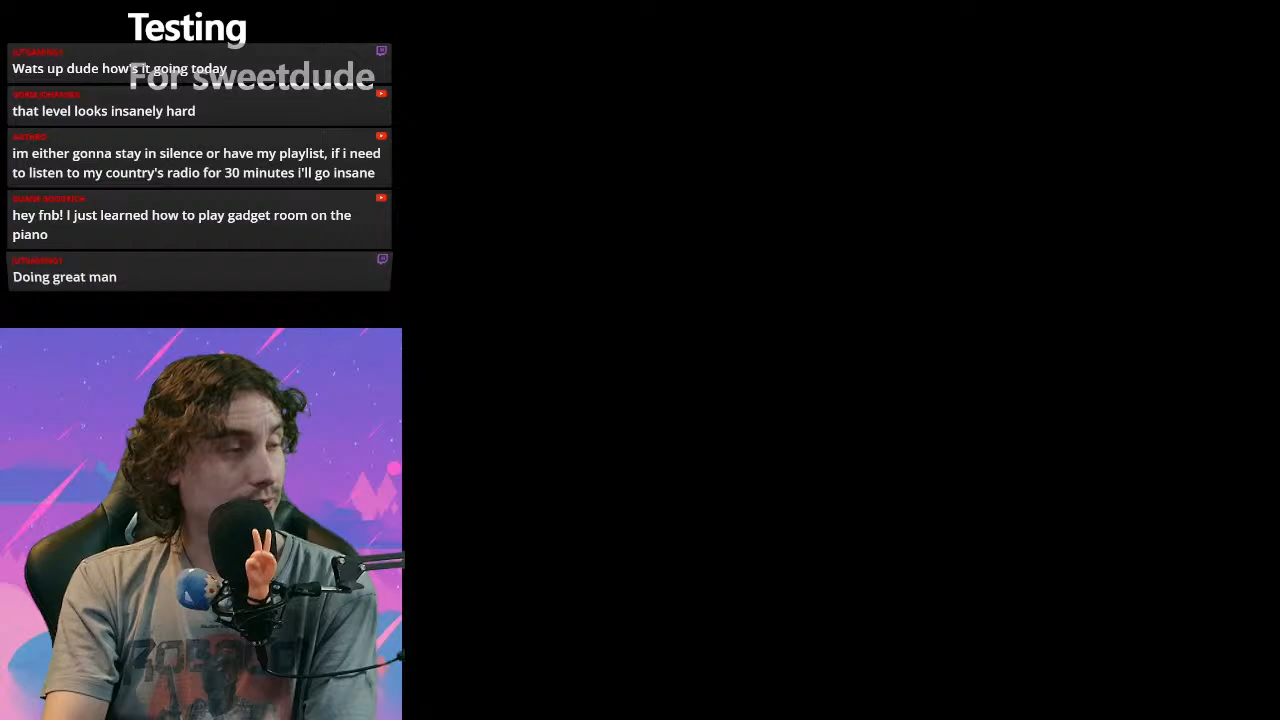 Testing
For sweetdude
Wats up dude how's it going today
that level looks insanely hard
im either gonna stay in silence or have my playlist, if i need
to listen to my country's radio for 30 minutes i'll go insane
hey fnb! I just learned how to play gadget room on the
piano
Doing great man